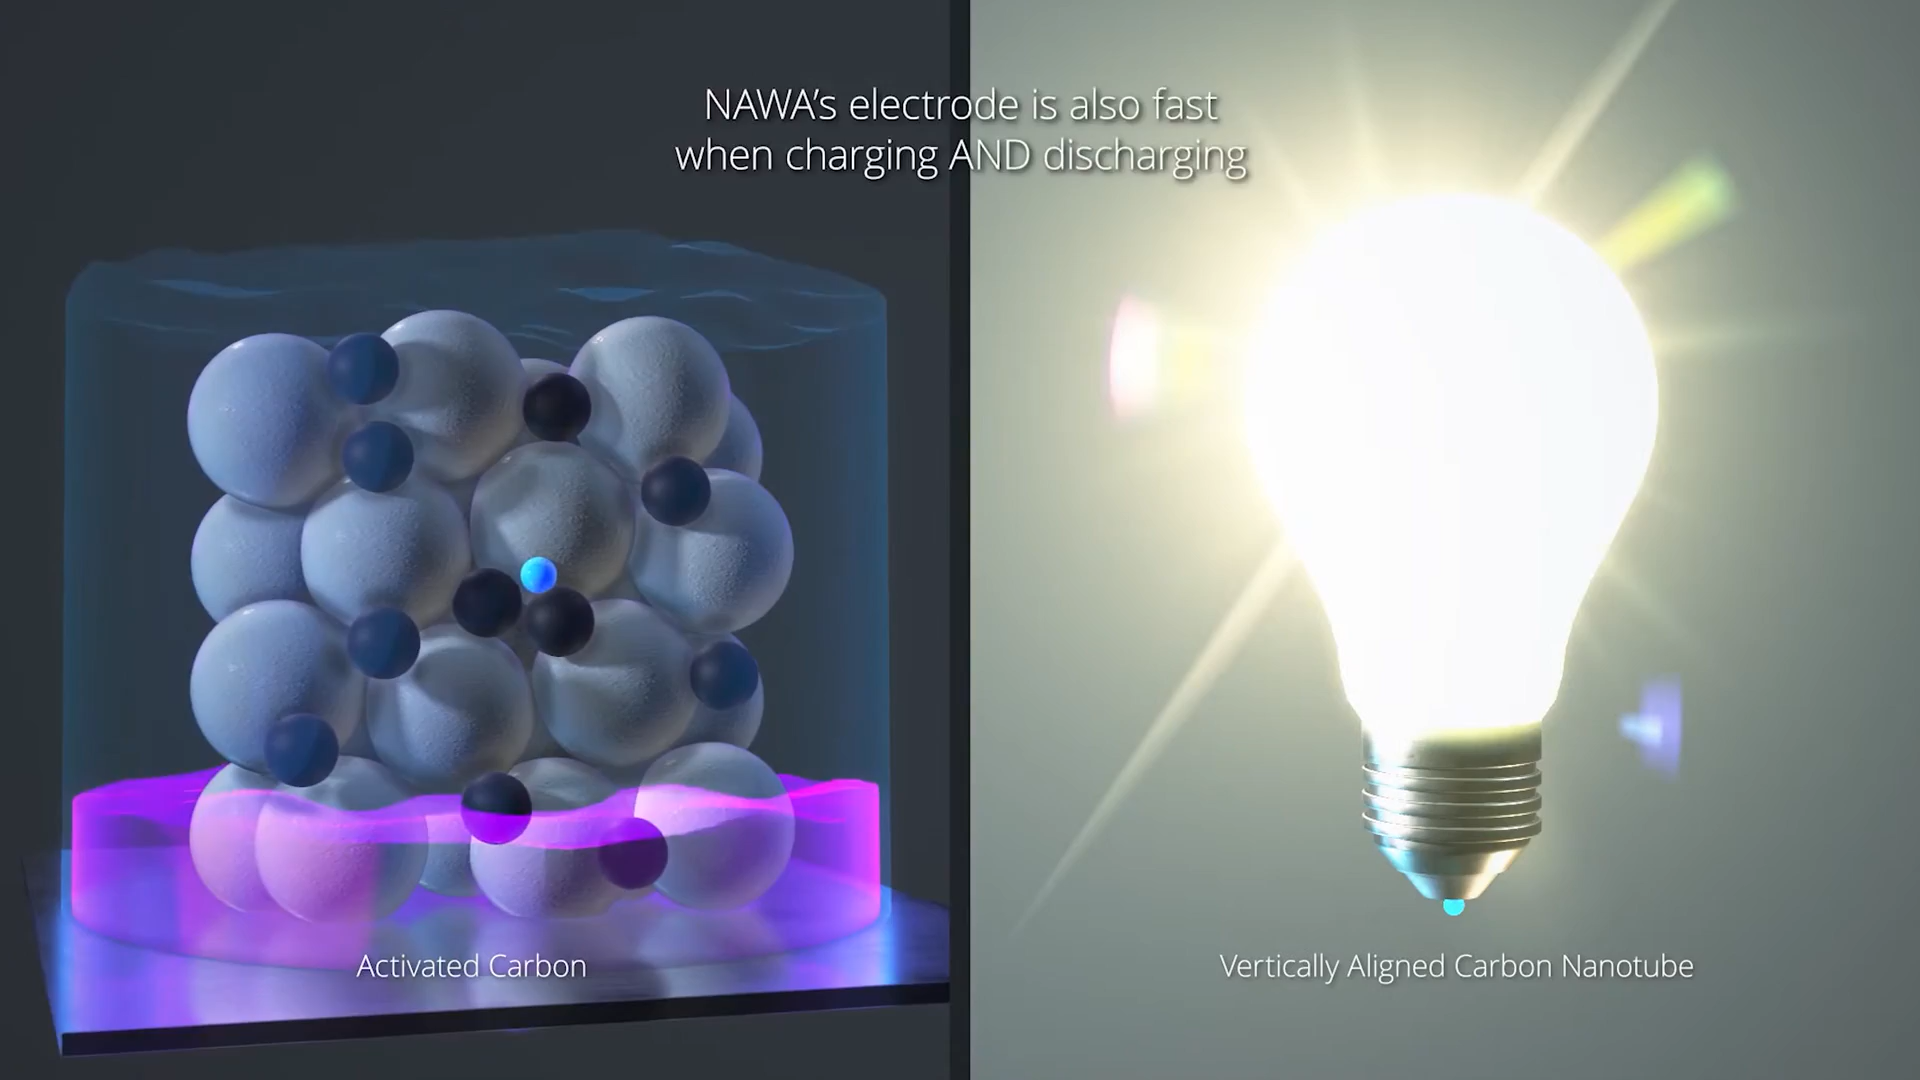 NAWA's electrode is also fast
when charging AND discharging
Activated Carbon
Vertically Aligned Carbon Nanotube